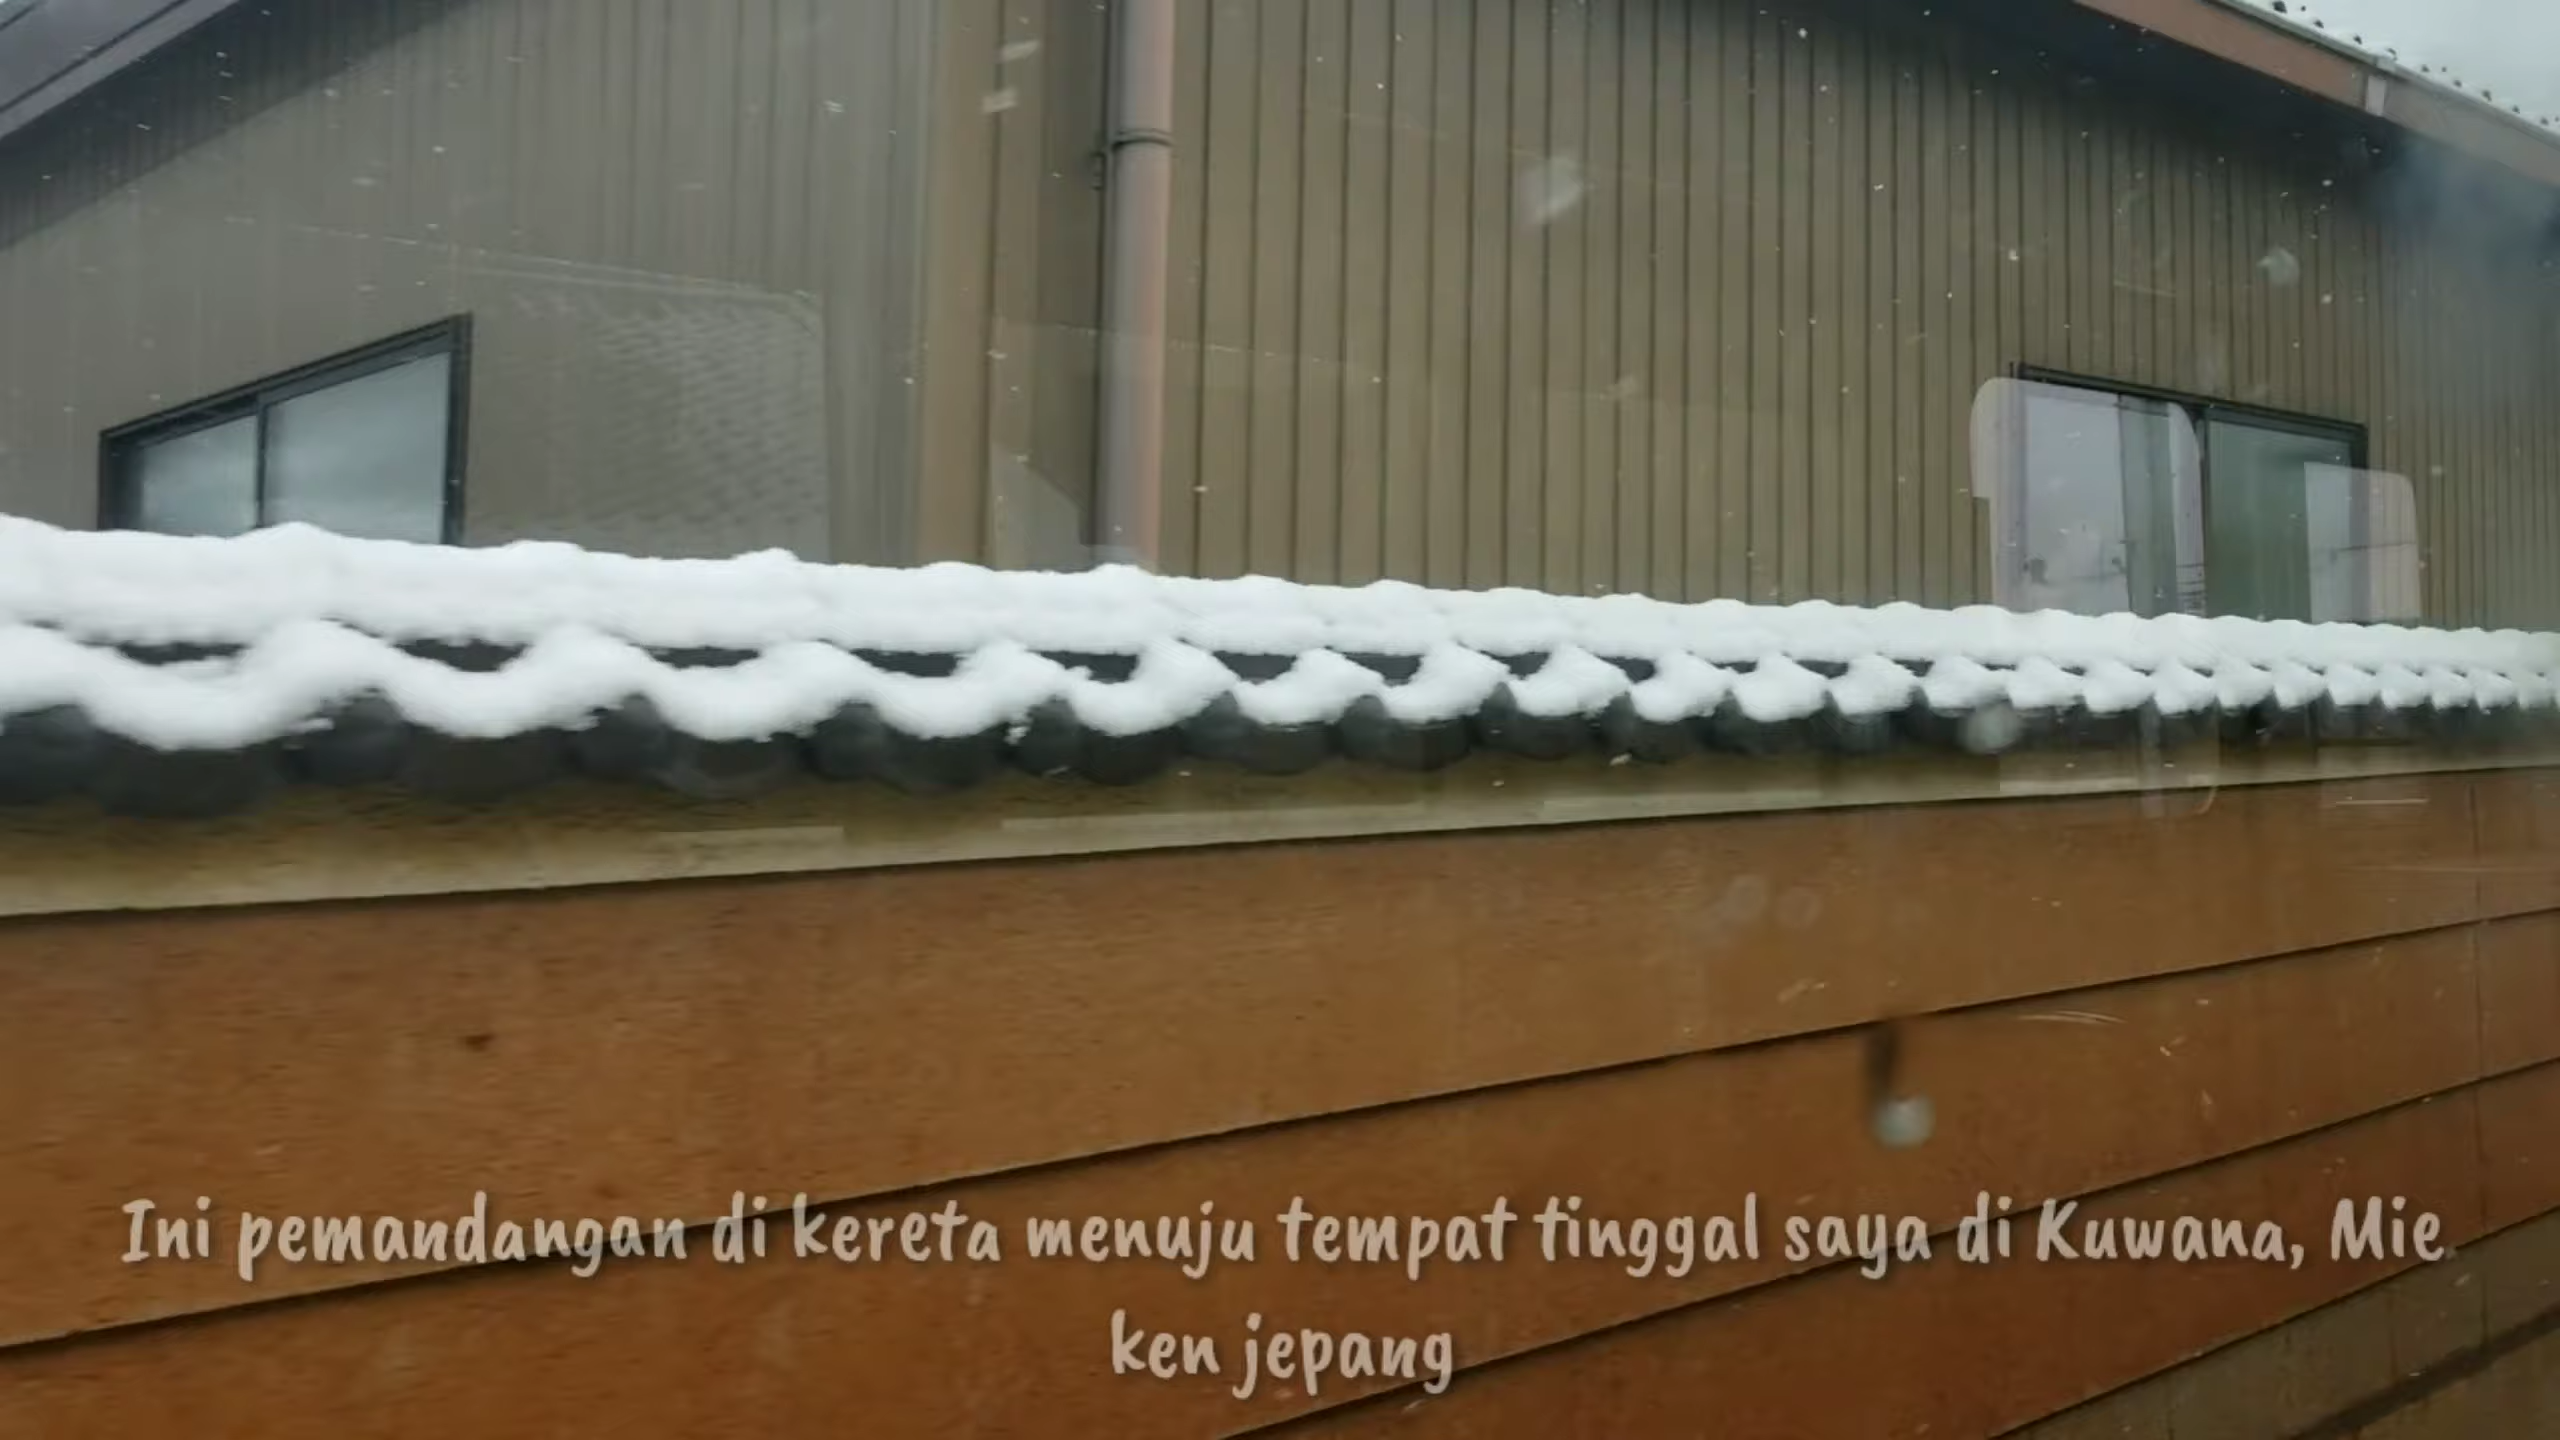 Ini pemandangan di kereta menuju tempat tinggal saya di Kuwana, Mie
ken jepang